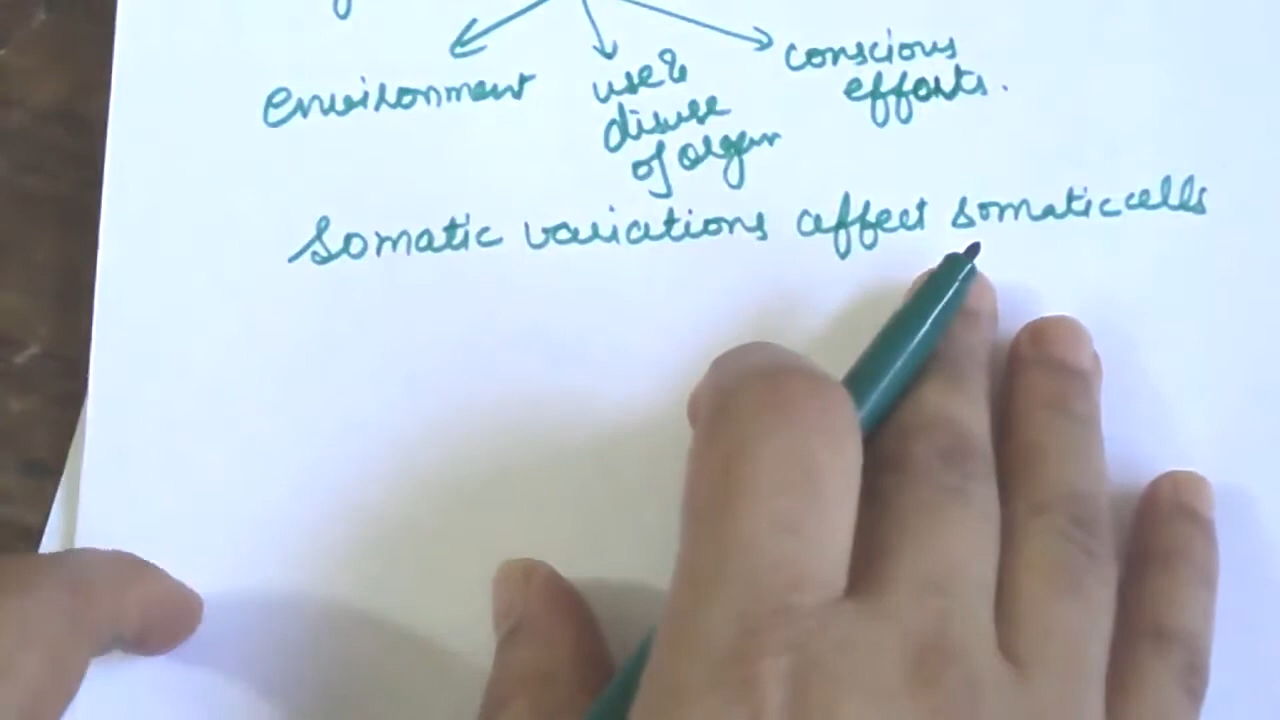 environment
use &
disuse
of organ
conscious
efforts.
Somatic variations affect somatic cells